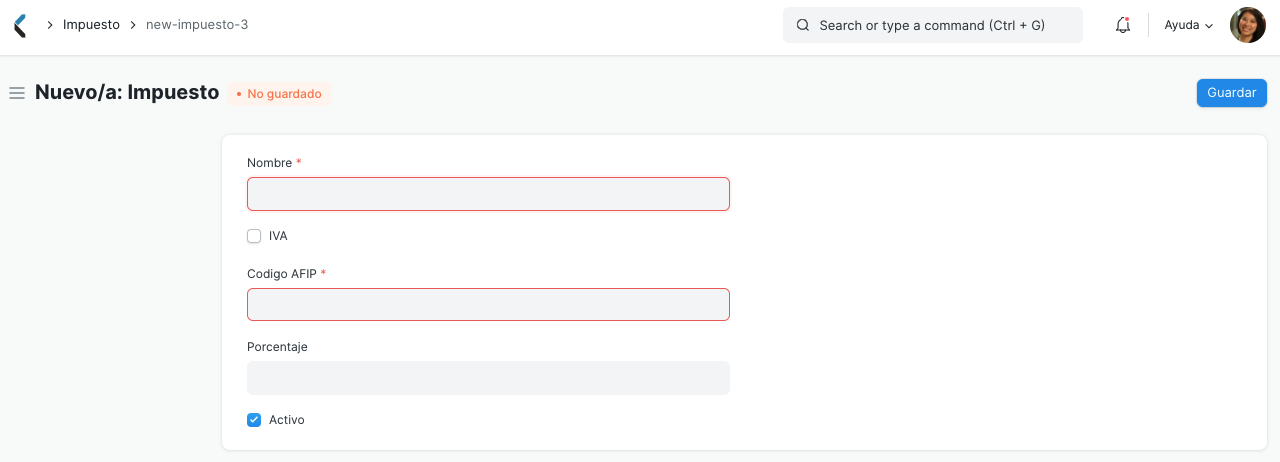 Impuesto new-impuesto-3 Search or type a command (Ctrl + G) Ayuda
Nuevo/a: Impuesto • No guardado Guardar
Nombre *
IVA
Codigo AFIP *
Porcentaje
Activo